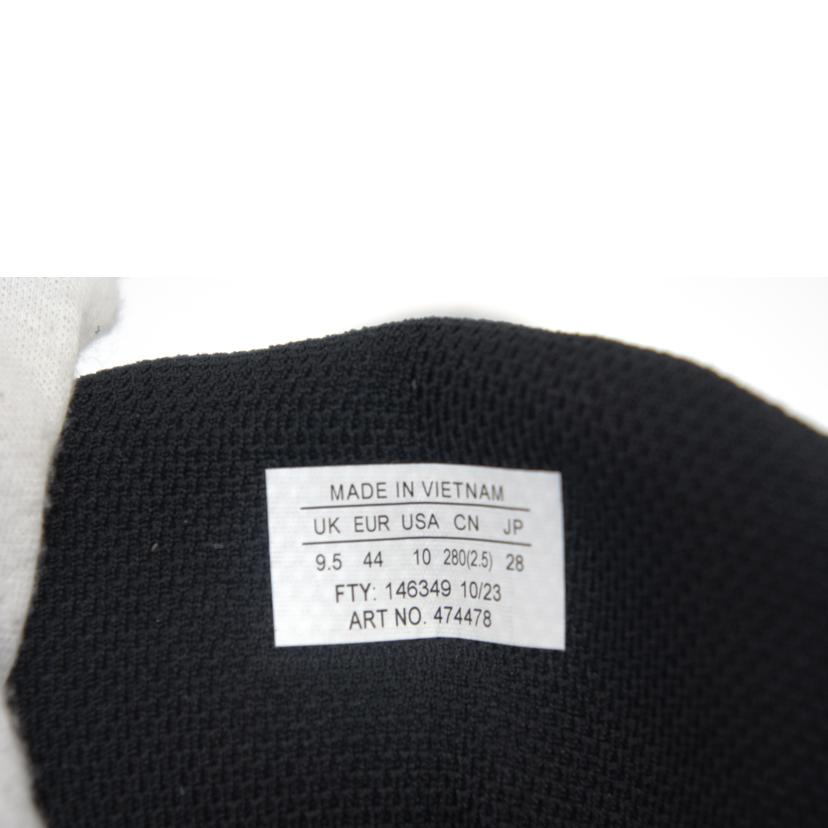 MADE IN VIETNAM
UK EUR USA CN JP
9.5 44 10 280(2.5) 28
FTY: 146349 10/23
ART NO. 474478